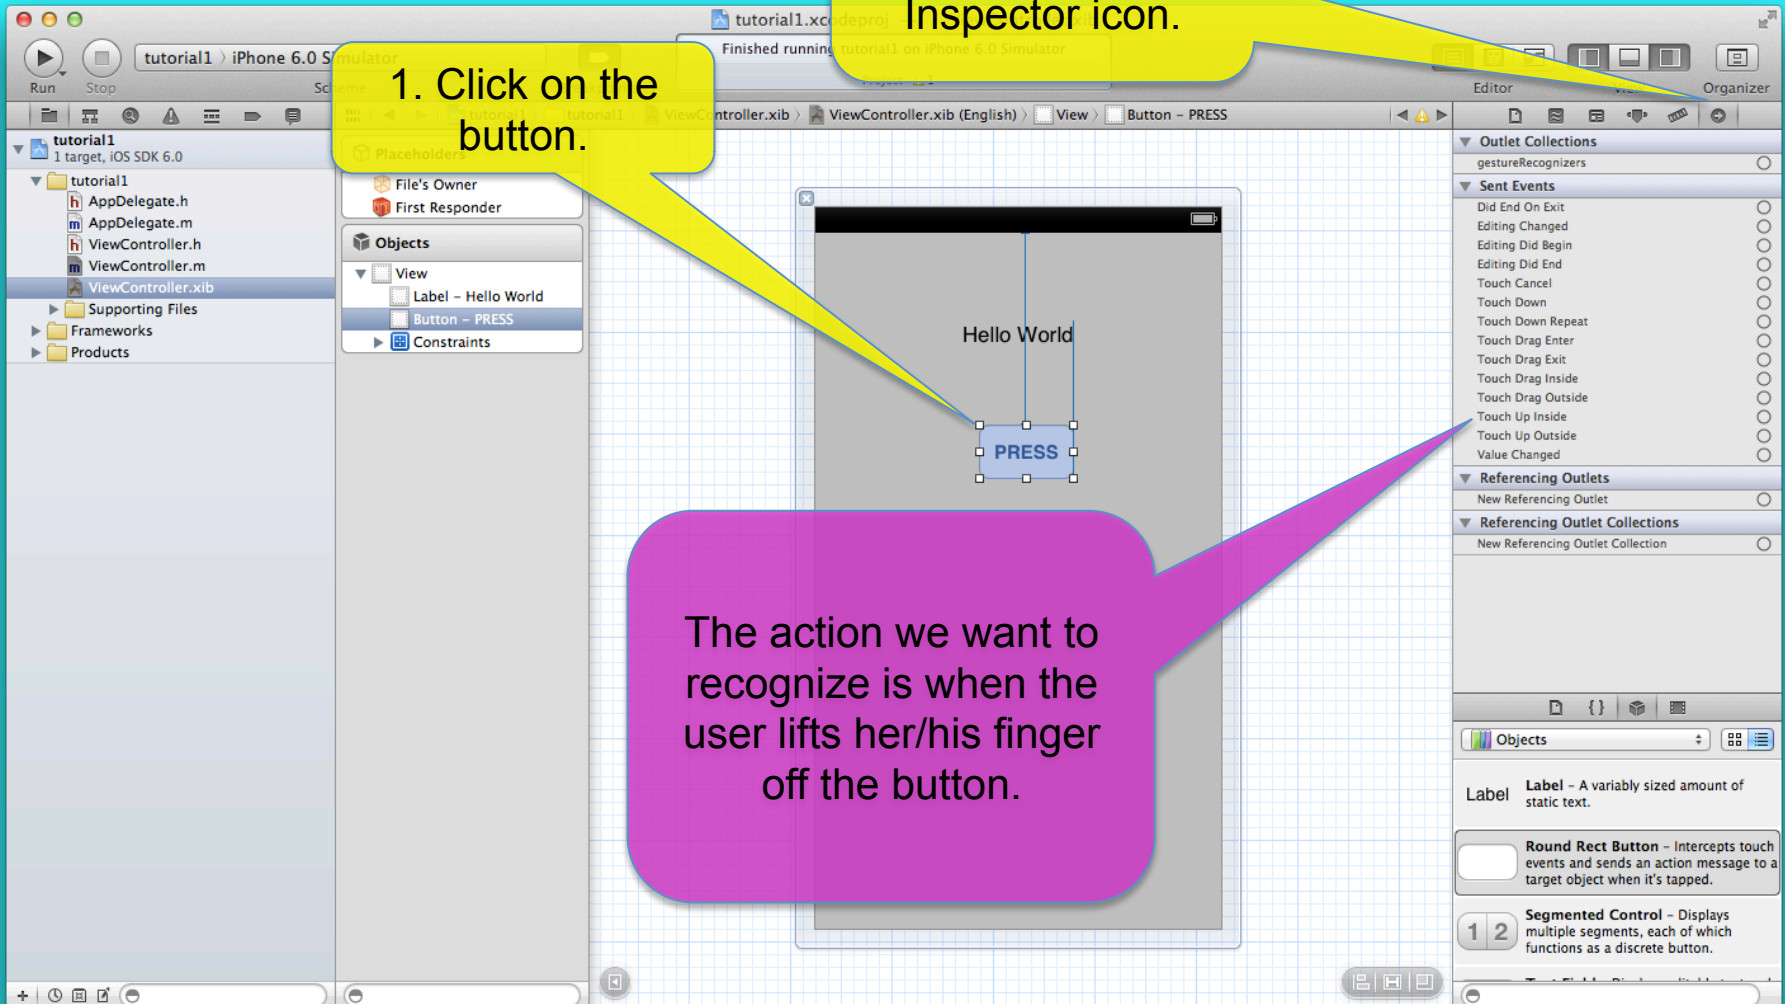 tutorial1.xcodeproj
Inspector icon.
Finished running tutorial1 on iPhone 6.0 Simulator
tutorial1 › iPhone 6.0 Simulator
Run
Stop
Editor
Organizer
1. Click on the
button.
tutorial1
1 target, iOS SDK 6.0
tutorial1
AppDelegate.h
AppDelegate.m
ViewController.h
ViewController.m
ViewController.xib
Supporting Files
Frameworks
Products
tutorial1 › tutorial1 › ViewController.xib › ViewController.xib (English) › View › Button – PRESS
Placeholders
File's Owner
First Responder
Objects
View
Label – Hello World
Button – PRESS
Constraints
Hello World
PRESS
The action we want to
recognize is when the
user lifts her/his finger
off the button.
Outlet Collections
gestureRecognizers
Sent Events
Did End On Exit
Editing Changed
Editing Did Begin
Editing Did End
Touch Cancel
Touch Down
Touch Down Repeat
Touch Drag Enter
Touch Drag Exit
Touch Drag Inside
Touch Drag Outside
Touch Up Inside
Touch Up Outside
Value Changed
Referencing Outlets
New Referencing Outlet
Referencing Outlet Collections
New Referencing Outlet Collection
{ }
Objects
Label
Label – A variably sized amount of
static text.
Round Rect Button – Intercepts touch
events and sends an action message to a
target object when it's tapped.
1 2
Segmented Control – Displays
multiple segments, each of which
functions as a discrete button.